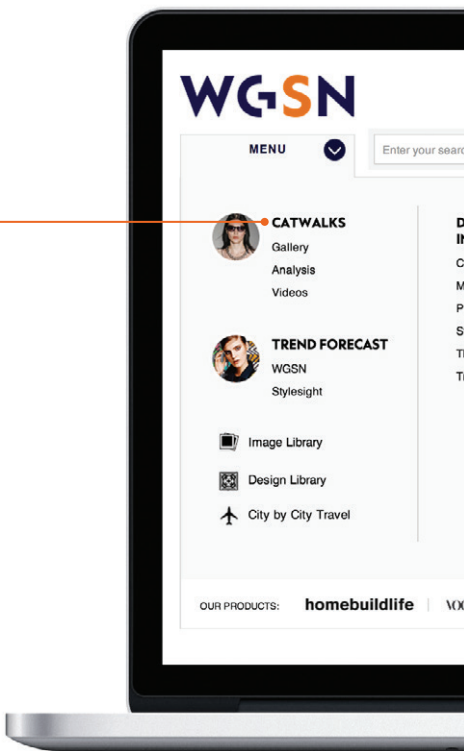 WGSN
MENU
Enter your
CATWALKS
Gallery
Analysis
Videos
TREND FORECAST
WGSN
Stylesight
Image Library
Design Library
City by City Travel
OUR PRODUCTS: homebuildlife